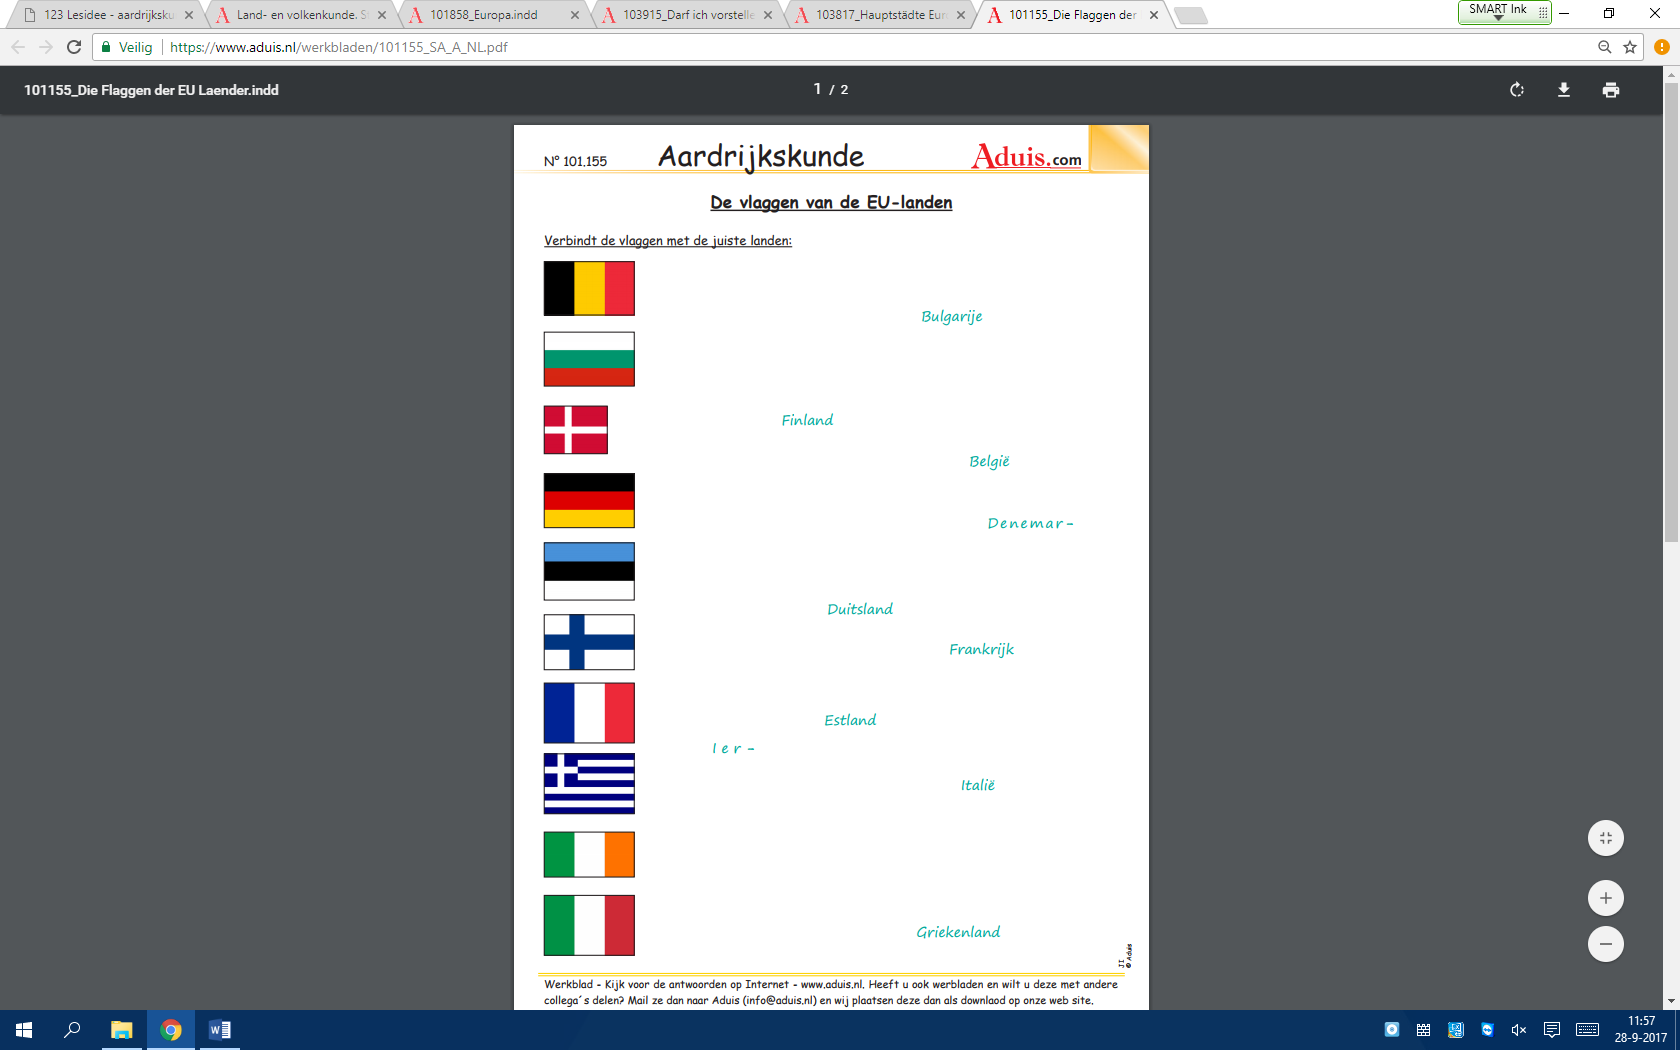 123 Lesidee - aardrijksku
Land- en volkenkunde. S
101858_Europa.indd
103915_Darf ich vorstelle
103817_Hauptstädte Eur
101155_Die Flaggen der
SMART Ink
Veilig
https://www.aduis.nl/werkbladen/101155_SA_A_NL.pdf
101155_Die Flaggen der EU Laender.indd
1 / 2
N° 101.155
Aardrijkskunde
Aduis.com
De vlaggen van de EU-landen
Verbindt de vlaggen met de juiste landen:
Bulgarije
Finland
België
Denemar-
Duitsland
Frankrijk
Estland
Ier-
Italië
Griekenland
JI
© Aduis
Werkblad - Kijk voor de antwoorden op Internet - www.aduis.nl. Heeft u ook werbladen en wilt u deze met andere
collega´s delen? Mail ze dan naar Aduis (info@aduis.nl) en wij plaatsen deze dan als downlaod op onze web site.
11:57
28-9-2017